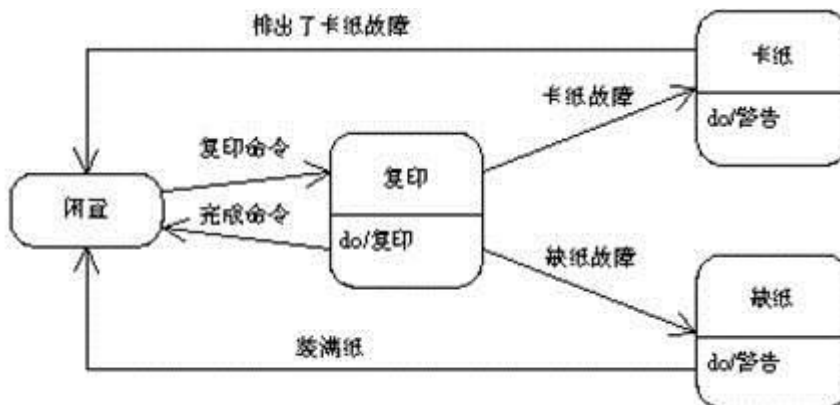 排出了卡纸故障
卡纸
卡纸故障
do/警告
复印命令
复印
闲置
完成命令
do/复印
缺纸故障
缺纸
装满纸
do/警告